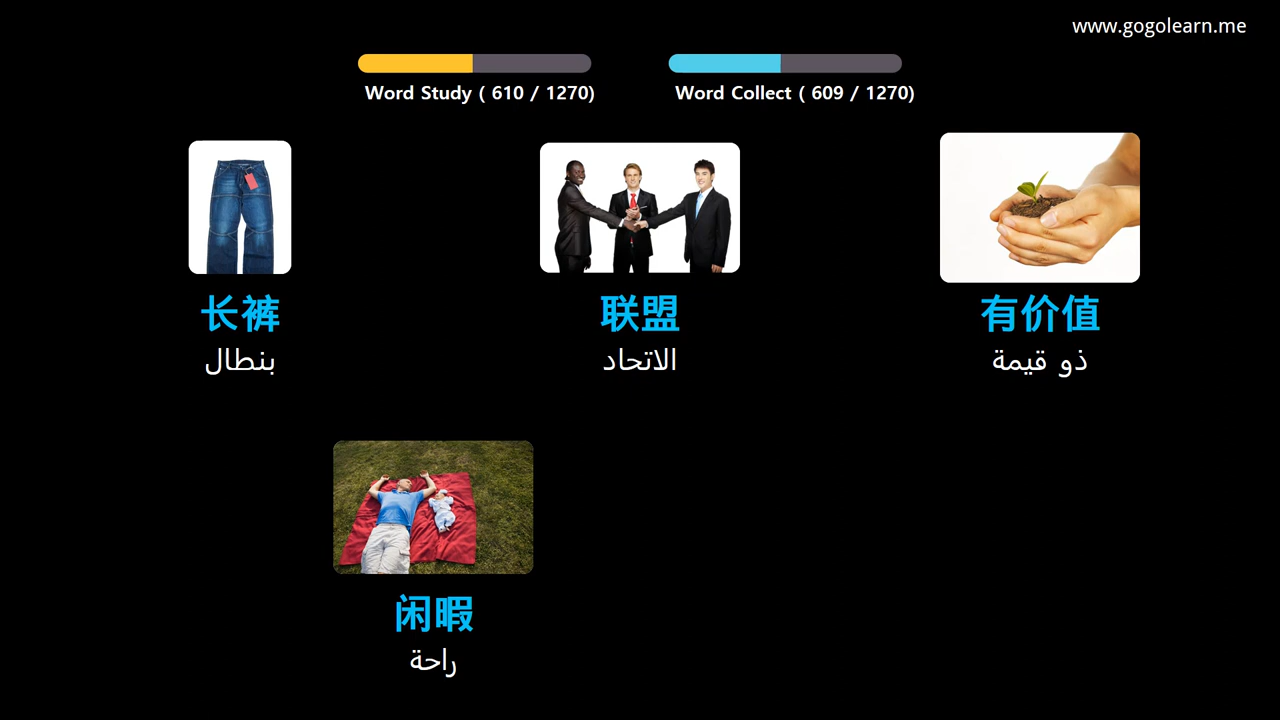 www.gogolearn.me
Word Study ( 610 / 1270)
Word Collect ( 609 / 1270)
长裤
بنطال
联盟
الاتحاد
有价值
ذو قيمة
闲暇
راحة